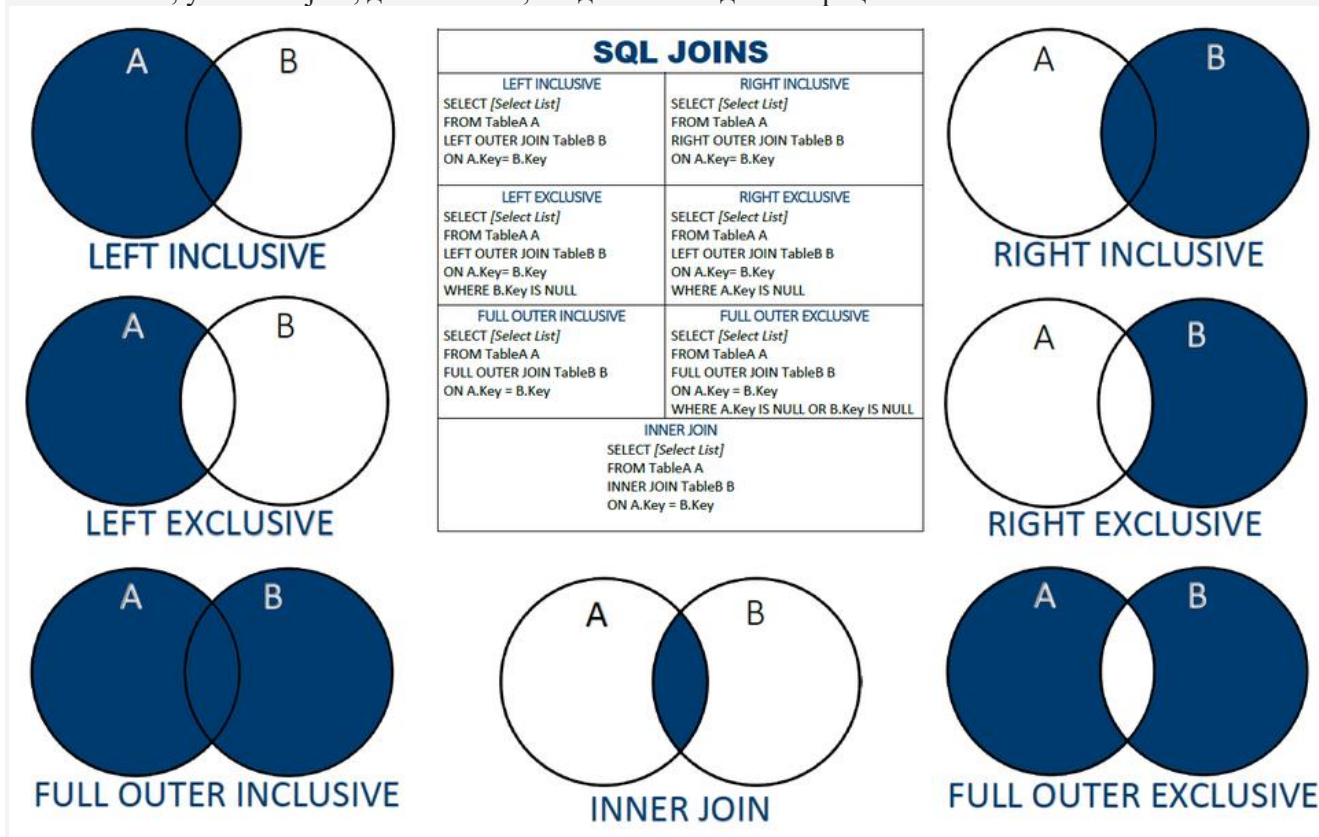 A
B
LEFT INCLUSIVE
SQL JOINS
LEFT INCLUSIVE
SELECT [Select List]
FROM TableA A
LEFT OUTER JOIN TableB B
ON A.Key= B.Key
RIGHT INCLUSIVE
SELECT [Select List]
FROM TableA A
RIGHT OUTER JOIN TableB B
ON A.Key= B.Key
LEFT EXCLUSIVE
SELECT [Select List]
FROM TableA A
LEFT OUTER JOIN TableB B
ON A.Key= B.Key
WHERE B.Key IS NULL
RIGHT EXCLUSIVE
SELECT [Select List]
FROM TableA A
LEFT OUTER JOIN TableB B
ON A.Key= B.Key
WHERE A.Key IS NULL
FULL OUTER INCLUSIVE
SELECT [Select List]
FROM TableA A
FULL OUTER JOIN TableB B
ON A.Key = B.Key
FULL OUTER EXCLUSIVE
SELECT [Select List]
FROM TableA A
FULL OUTER JOIN TableB B
ON A.Key = B.Key
WHERE A.Key IS NULL OR B.Key IS NULL
INNER JOIN
SELECT [Select List]
FROM TableA A
INNER JOIN TableB B
ON A.Key = B.Key
A
B
RIGHT INCLUSIVE
A
B
LEFT EXCLUSIVE
A
B
RIGHT EXCLUSIVE
A
B
FULL OUTER INCLUSIVE
A
B
INNER JOIN
A
B
FULL OUTER EXCLUSIVE